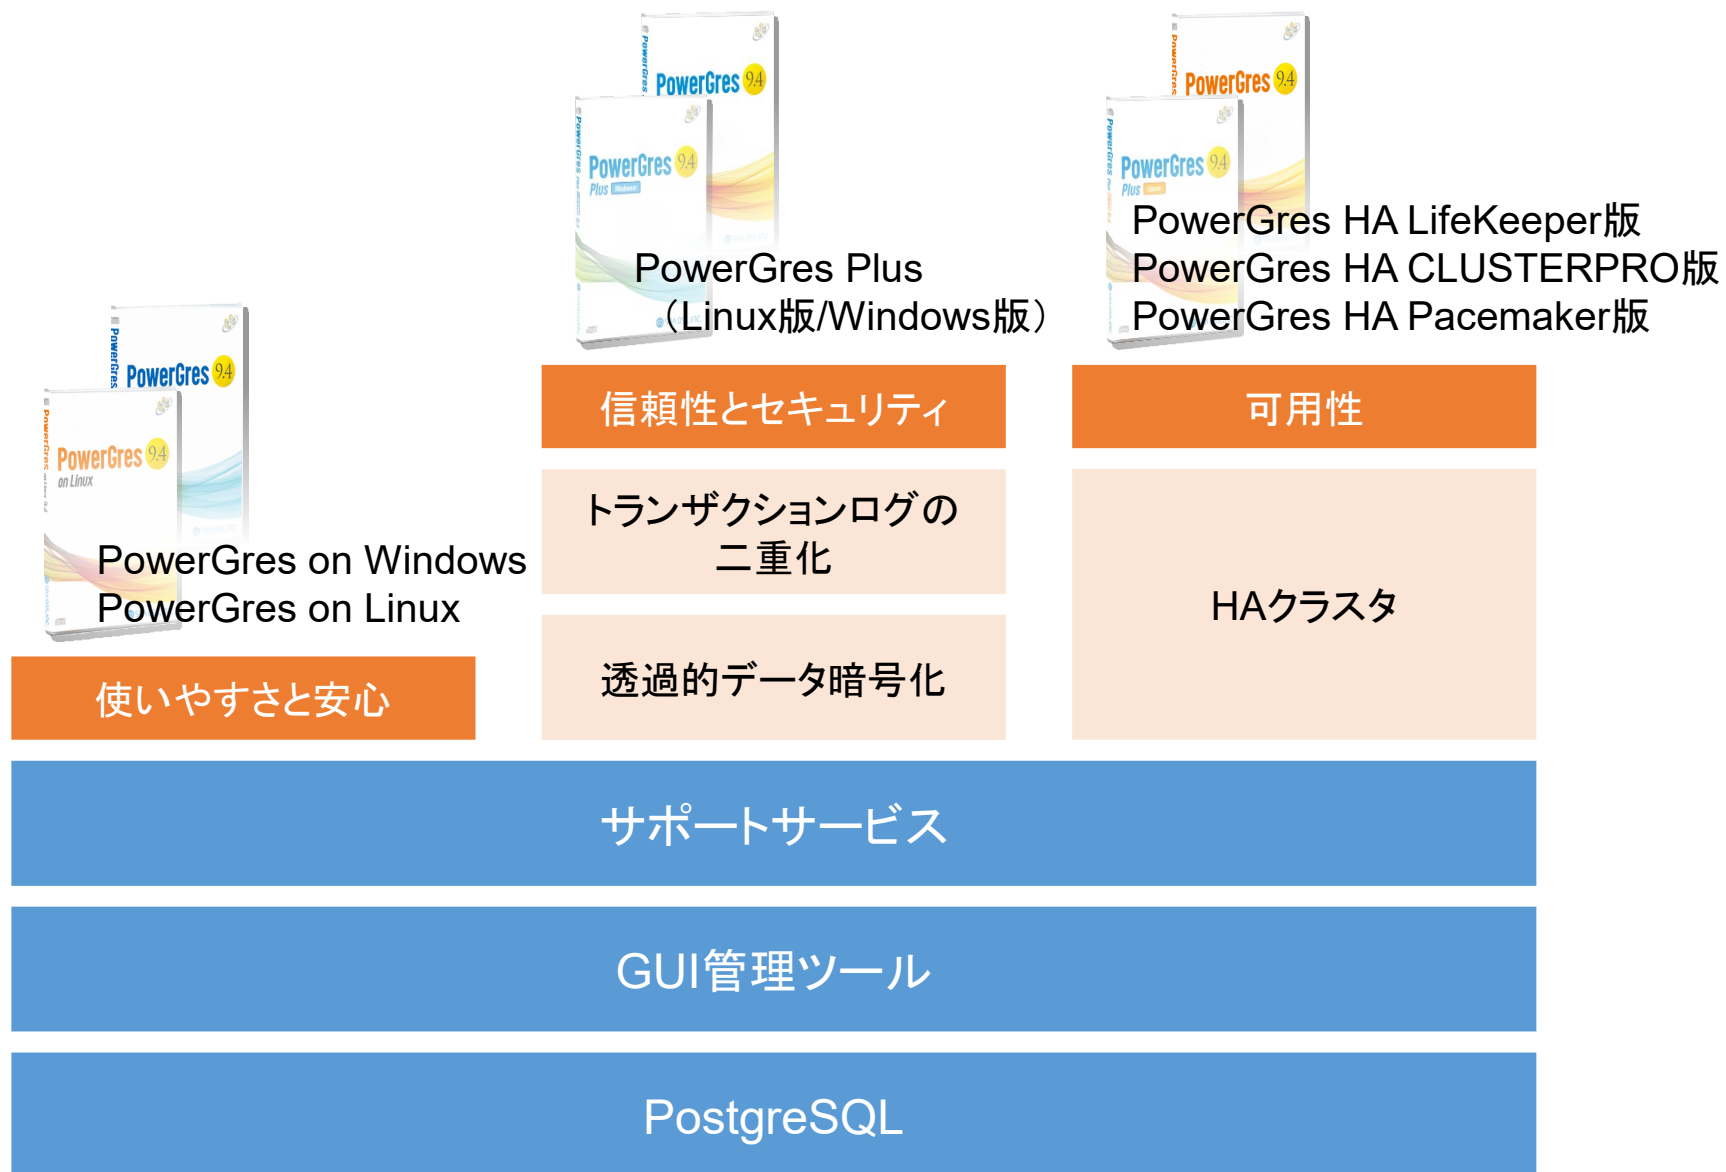 PowerGres 9.4
PowerGres 9.4
Plus Windows
PowerGres Plus
（Linux版/Windows版）
信頼性とセキュリティ
トランザクションログの
二重化
透過的データ暗号化
PowerGres 9.4
PowerGres 9.4
Plus
PowerGres HA LifeKeeper版
PowerGres HA CLUSTERPRO版
PowerGres HA Pacemaker版
可用性
HAクラスタ
PowerGres 9.4
PowerGres 9.4
on Linux
PowerGres on Windows
PowerGres on Linux
使いやすさと安心
サポートサービス
GUI管理ツール
PostgreSQL